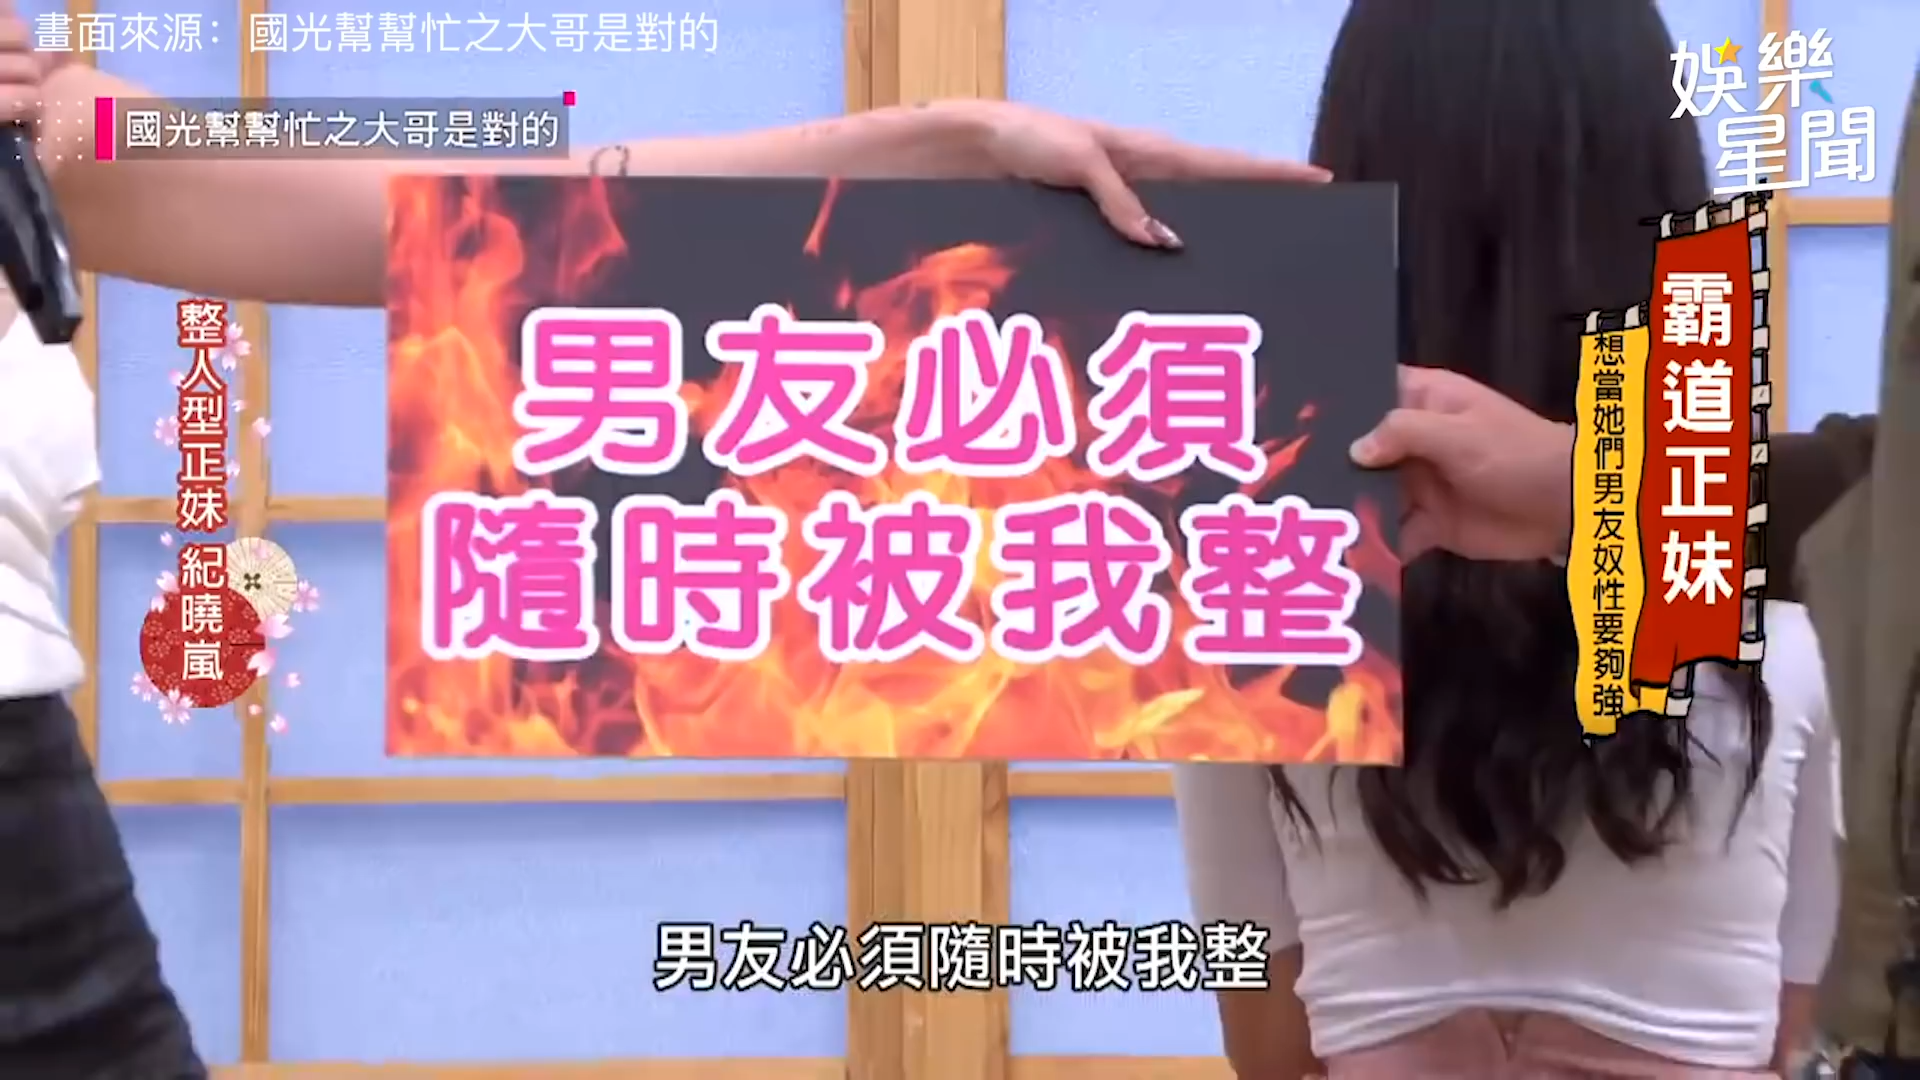 畫面來源：國光幫幫忙之大哥是對的
國光幫幫忙之大哥是對的
娛樂
星聞
整人型正妹 紀曉嵐
男友必須
隨時被我整
霸道正妹
想當她們男友奴性要夠強
男友必須隨時被我整